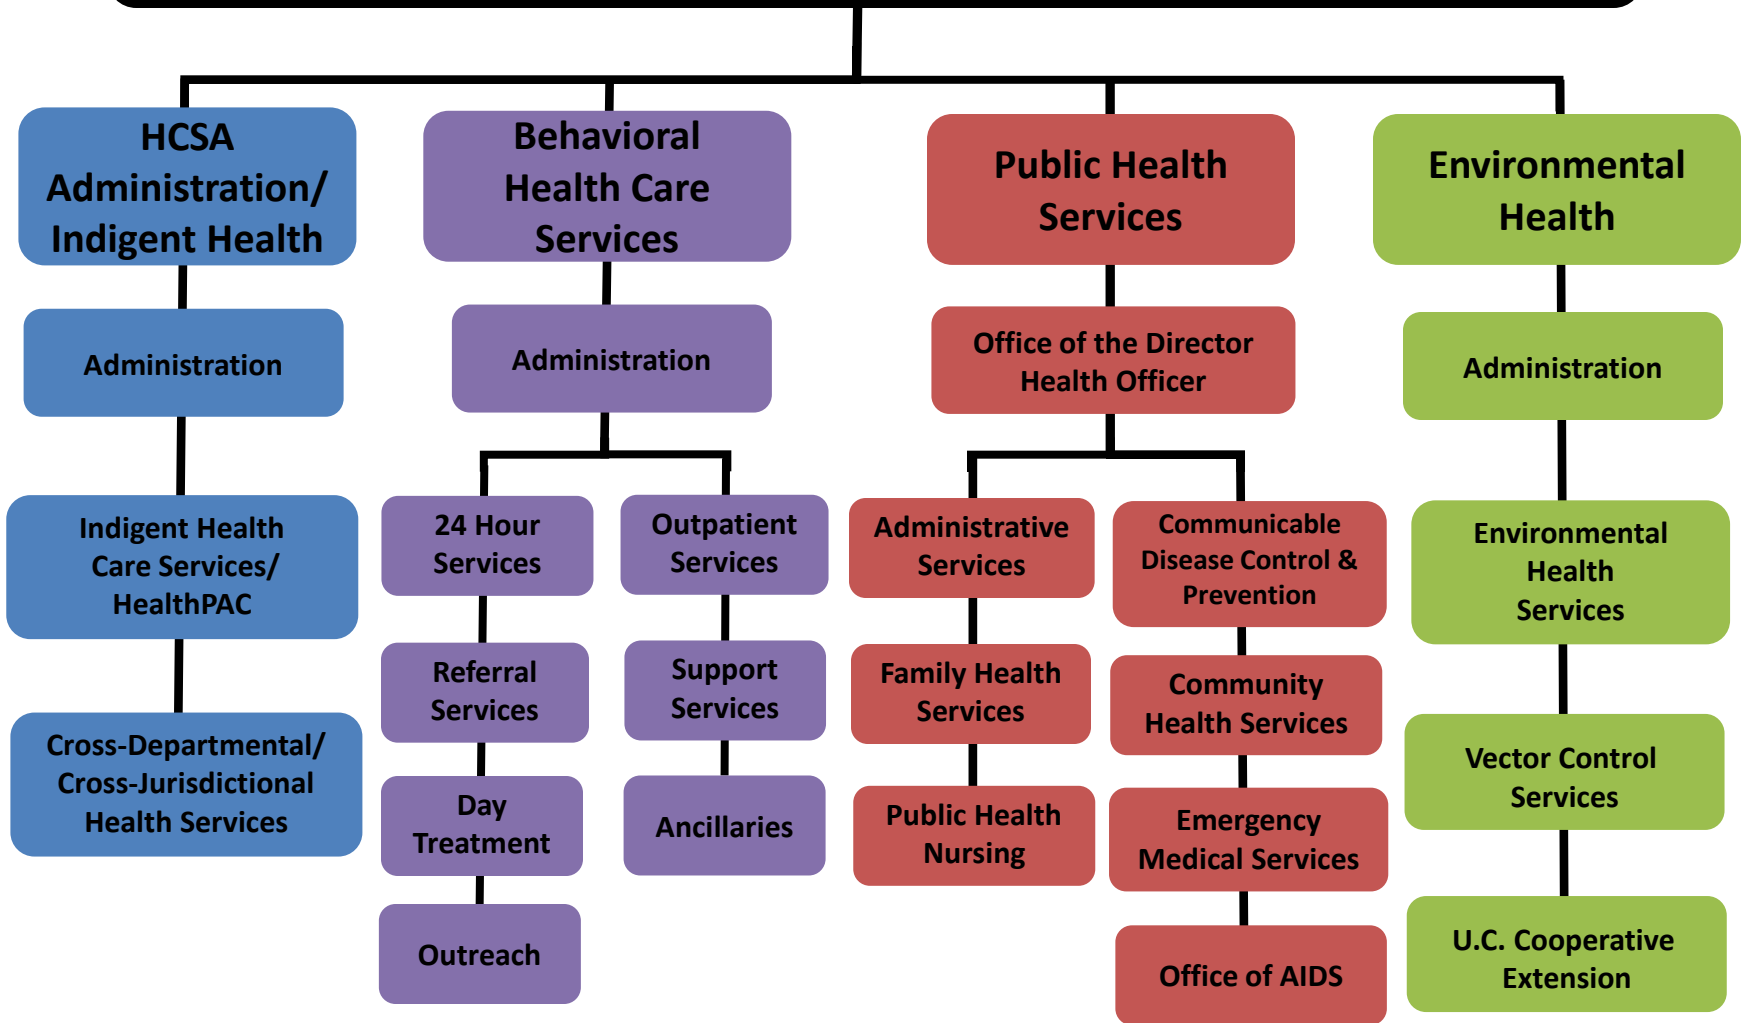 HCSA
Administration/
Indigent Health
Behavioral
Health Care
Services
Public Health
Services
Environmental
Health
Administration
Administration
Office of the Director
Health Officer
Administration
Indigent Health
Care Services/
HealthPAC
24 Hour
Services
Outpatient
Services
Administrative
Services
Communicable
Disease Control &
Prevention
Environmental
Health
Services
Referral
Services
Support
Services
Family Health
Services
Community
Health Services
Cross-Departmental/
Cross-Jurisdictional
Health Services
Day
Treatment
Ancillaries
Public Health
Nursing
Emergency
Medical Services
Vector Control
Services
Outreach
Office of AIDS
U.C. Cooperative
Extension